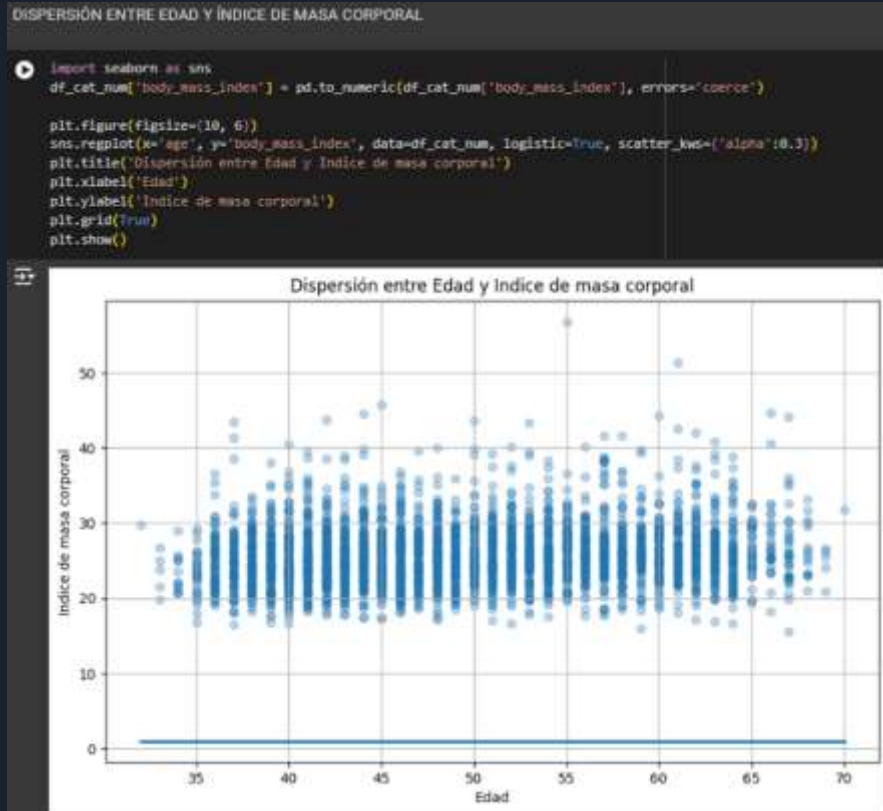 DISPERSIÓN ENTRE EDAD Y ÍNDICE DE MASA CORPORAL
import seaborn as sns
df_cat_num['body_mass_index'] = pd.to_numeric(df_cat_num['body_mass_index'], errors='coerce')
plt.figure(figsize=(10, 6))
sns.regplot(x='age', y='body_mass_index', data=df_cat_num, logistic=True, scatter_kws={'alpha':0.3})
plt.title('Dispersión entre Edad y Indice de masa corporal')
plt.xlabel('Edad')
plt.ylabel('Indice de masa corporal')
plt.grid(True)
plt.show()
Dispersión entre Edad y Indice de masa corporal
Indice de masa corporal
50
40
30
20
10
0
35 40 45 50 55 60 65 70
Edad